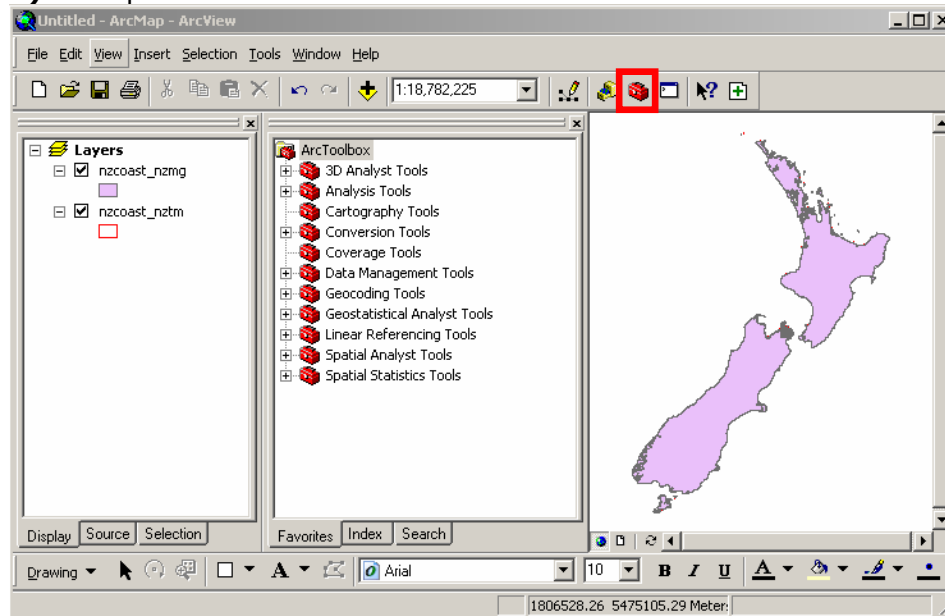 Untitled - ArcMap - ArcView
File Edit View Insert Selection Tools Window Help
1:18,782,225
Layers
nzcoast_nzmg
nzcoast_nztm
ArcToolbox
3D Analyst Tools
Analysis Tools
Cartography Tools
Conversion Tools
Coverage Tools
Data Management Tools
Geocoding Tools
Geostatistical Analyst Tools
Linear Referencing Tools
Spatial Analyst Tools
Spatial Statistics Tools
Display Source Selection
Favorites Index Search
Drawing A Arial 10 B I U A
1806528.26 5475105.29 Meter: